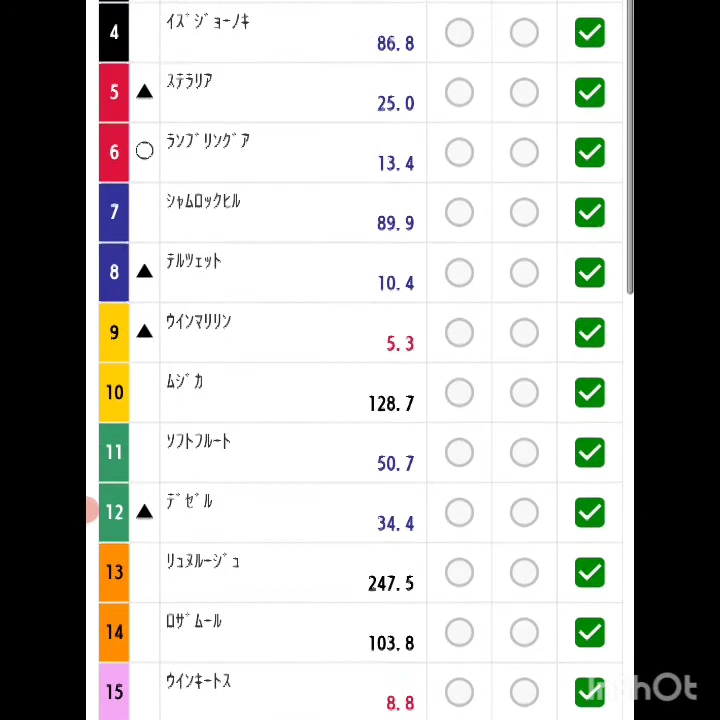 4 イズジョーノキ
86.8
5 ▲ ステラリア
25.0
6 ○ ランブリングア
13.4
7 シャムロックヒル
89.9
8 ▲ テルツェット
10.4
9 ▲ ウインマリリン
5.3
10 ムジカ
128.7
11 ソフトフルート
50.7
12 ▲ デゼル
34.4
13 リュヌルージュ
247.5
14 ロザムール
103.8
15 ウインキートス
8.8
InShOt